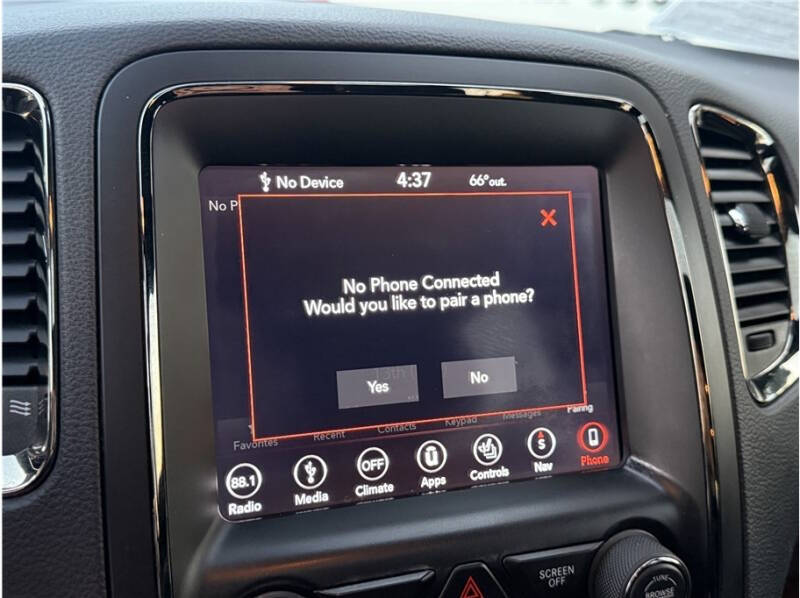 No Device 4:37 66° out.
No P
No Phone Connected
Would you like to pair a phone?
Yes No
Favorites Recent Contacts Keypad Messages Pairing
88.1 OFF S
Radio Media Climate Apps Controls Nav Phone
SCREEN
OFF
TUNE
BROWSE